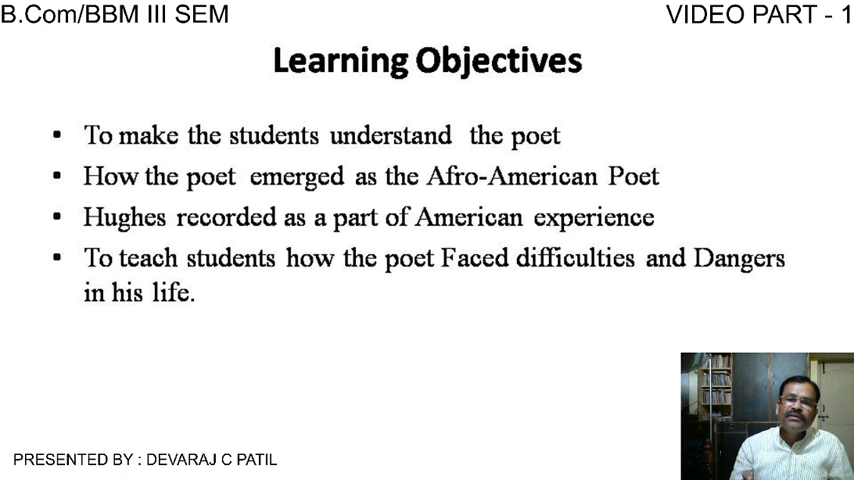 B.Com/BBM III SEM
VIDEO PART - 1
Learning Objectives
▪ To make the students understand the poet
▪ How the poet emerged as the Afro-American Poet
▪ Hughes recorded as a part of American experience
▪ To teach students how the poet Faced difficulties and Dangers
in his life.
PRESENTED BY : DEVARAJ C PATIL